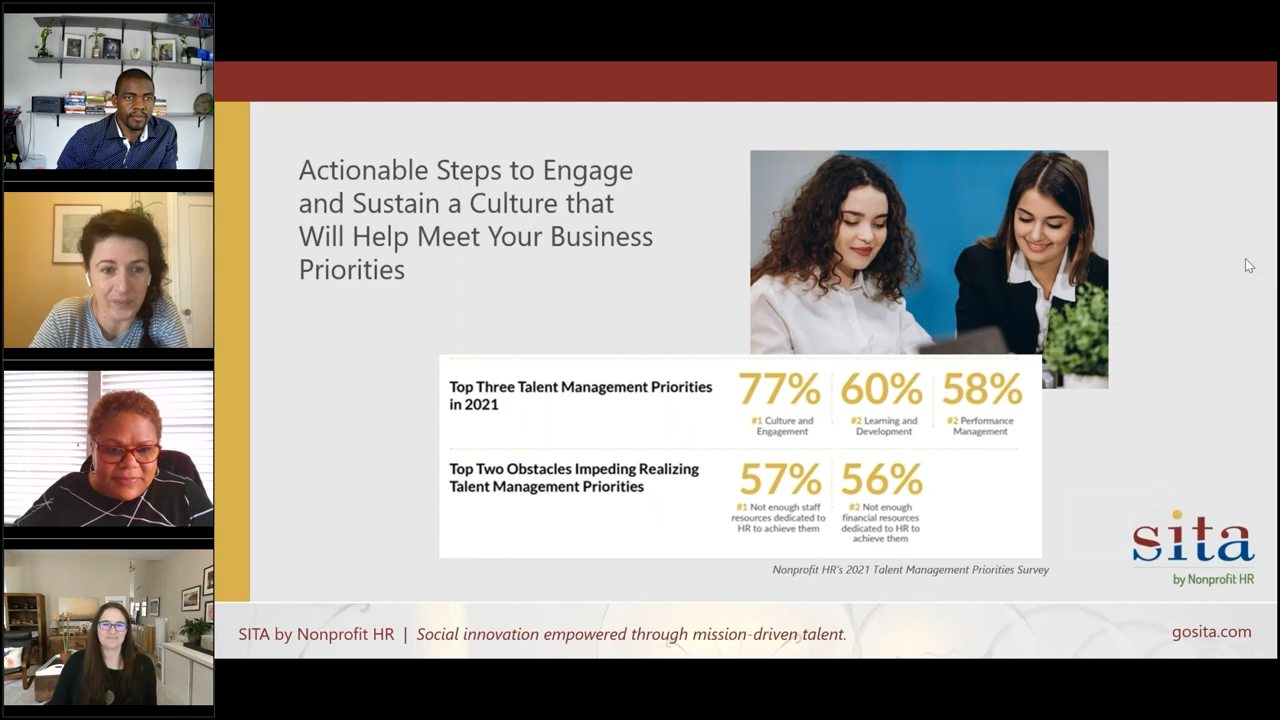 Actionable Steps to Engage
and Sustain a Culture that
Will Help Meet Your Business
Priorities
Top Three Talent Management Priorities
in 2021
77%
#1 Culture and
Engagement
60%
#2 Learning and
Development
58%
#2 Performance
Management
Top Two Obstacles Impeding Realizing
Talent Management Priorities
57%
#1 Not enough staff
resources dedicated to
HR to achieve them
56%
#2 Not enough
financial resources
dedicated to HR to
achieve them
Nonprofit HR's 2021 Talent Management Priorities Survey
sita
by Nonprofit HR
SITA by Nonprofit HR | Social innovation empowered through mission-driven talent.
gosita.com